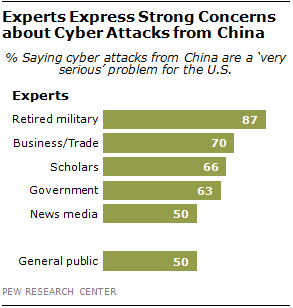 Experts Express Strong Concerns
about Cyber Attacks from China
% Saying cyber attacks from China are a ‘very
serious’ problem for the U.S.
Experts
Retired military 87
Business/Trade 70
Scholars 66
Government 63
News media 50
General public 50
PEW RESEARCH CENTER